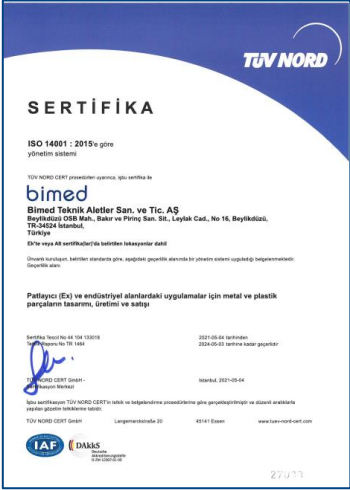 TÜV NORD
SERTİFİKA
ISO 14001 : 2015'e göre
yönetim sistemi
TÜV NORD CERT prosedürleri uyarınca, işbu sertifika ile
bimed
Bimed Teknik Aletler San. ve Tic. AŞ
Beylikdüzü OSB Mah., Bakır ve Pirinç San. Sit., Leylak Cad., No 16, Beylikdüzü,
TR-34524 İstanbul,
Türkiye
Ek'te veya Alt sertifika(lar)'da belirtilen lokasyonlar dahil
Ünvanlı kuruluşun, belirtilen standarda göre, aşağıdaki geçerlilik alanında bir yönetim sistemi uyguladığı belgelenmektedir.
Geçerlilik alanı
Patlayıcı (Ex) ve endüstriyel alanlardaki uygulamalar için metal ve plastik
parçaların tasarımı, üretimi ve satışı
Sertifika Tescil No 44 104 133018
2021-05-04 tarihinden
Tetkik Raporu No TR 1464
2024-05-03 tarihine kadar geçerlidir
TÜV NORD CERT GmbH -
Sertifikasyon Merkezi
İstanbul, 2021-05-04
İşbu sertifikasyon TÜV NORD CERT'in tetkik ve belgelendirme prosedürlerine göre gerçekleştirilmiştir ve düzenli aralıklarla
yapılan gözetim tetkiklerine tabidir.
TÜV NORD CERT GmbH Langemarckstraße 20 45141 Essen www.tuev-nord-cert.com
IAF
DAkkS
Deutsche
Akkreditierungsstelle